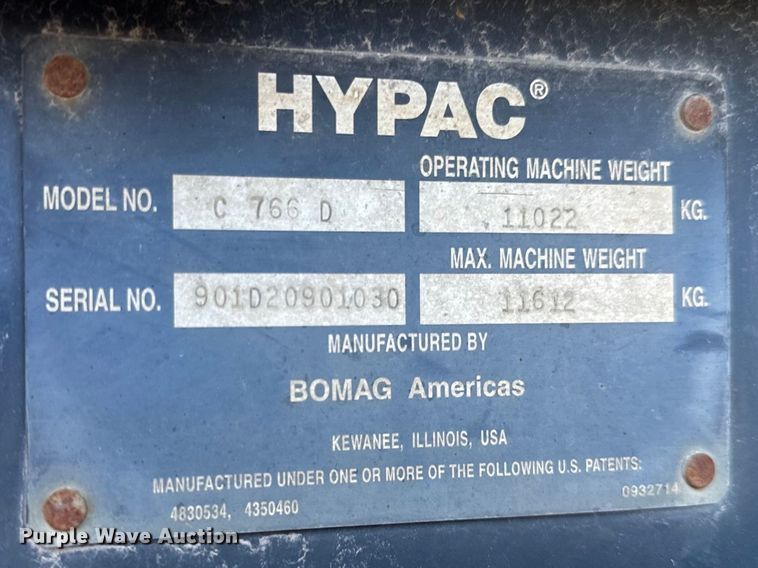 HYPAC®
OPERATING MACHINE WEIGHT
MODEL NO. C 766 D 11022 KG.
MAX. MACHINE WEIGHT
SERIAL NO. 901D20901030 11612 KG.
MANUFACTURED BY
BOMAG Americas
KEWANEE, ILLINOIS, USA
MANUFACTURED UNDER ONE OR MORE OF THE FOLLOWING U.S. PATENTS:
4830534, 4350460 0932714
Purple Wave Auction